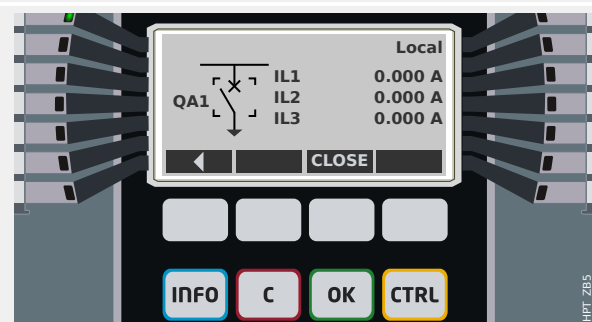 Local
IL1 0.000 A
QA1 IL2 0.000 A
IL3 0.000 A
CLOSE
INFO C OK CTRL
HPT_ZB5